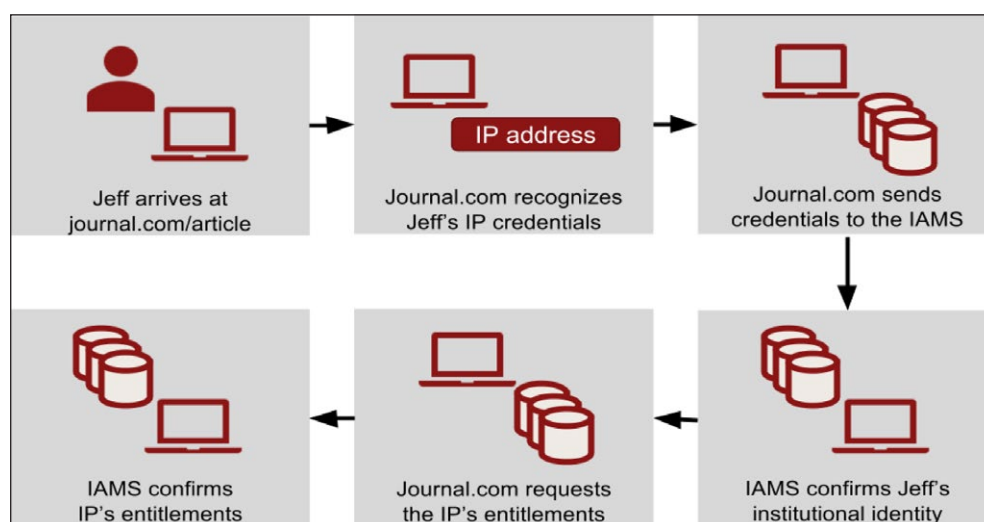 Jeff arrives at
journal.com/article
IP address
Journal.com recognizes
Jeff's IP credentials
Journal.com sends
credentials to the IAMS
IAMS confirms
IP's entitlements
Journal.com requests
the IP's entitlements
IAMS confirms Jeff's
institutional identity